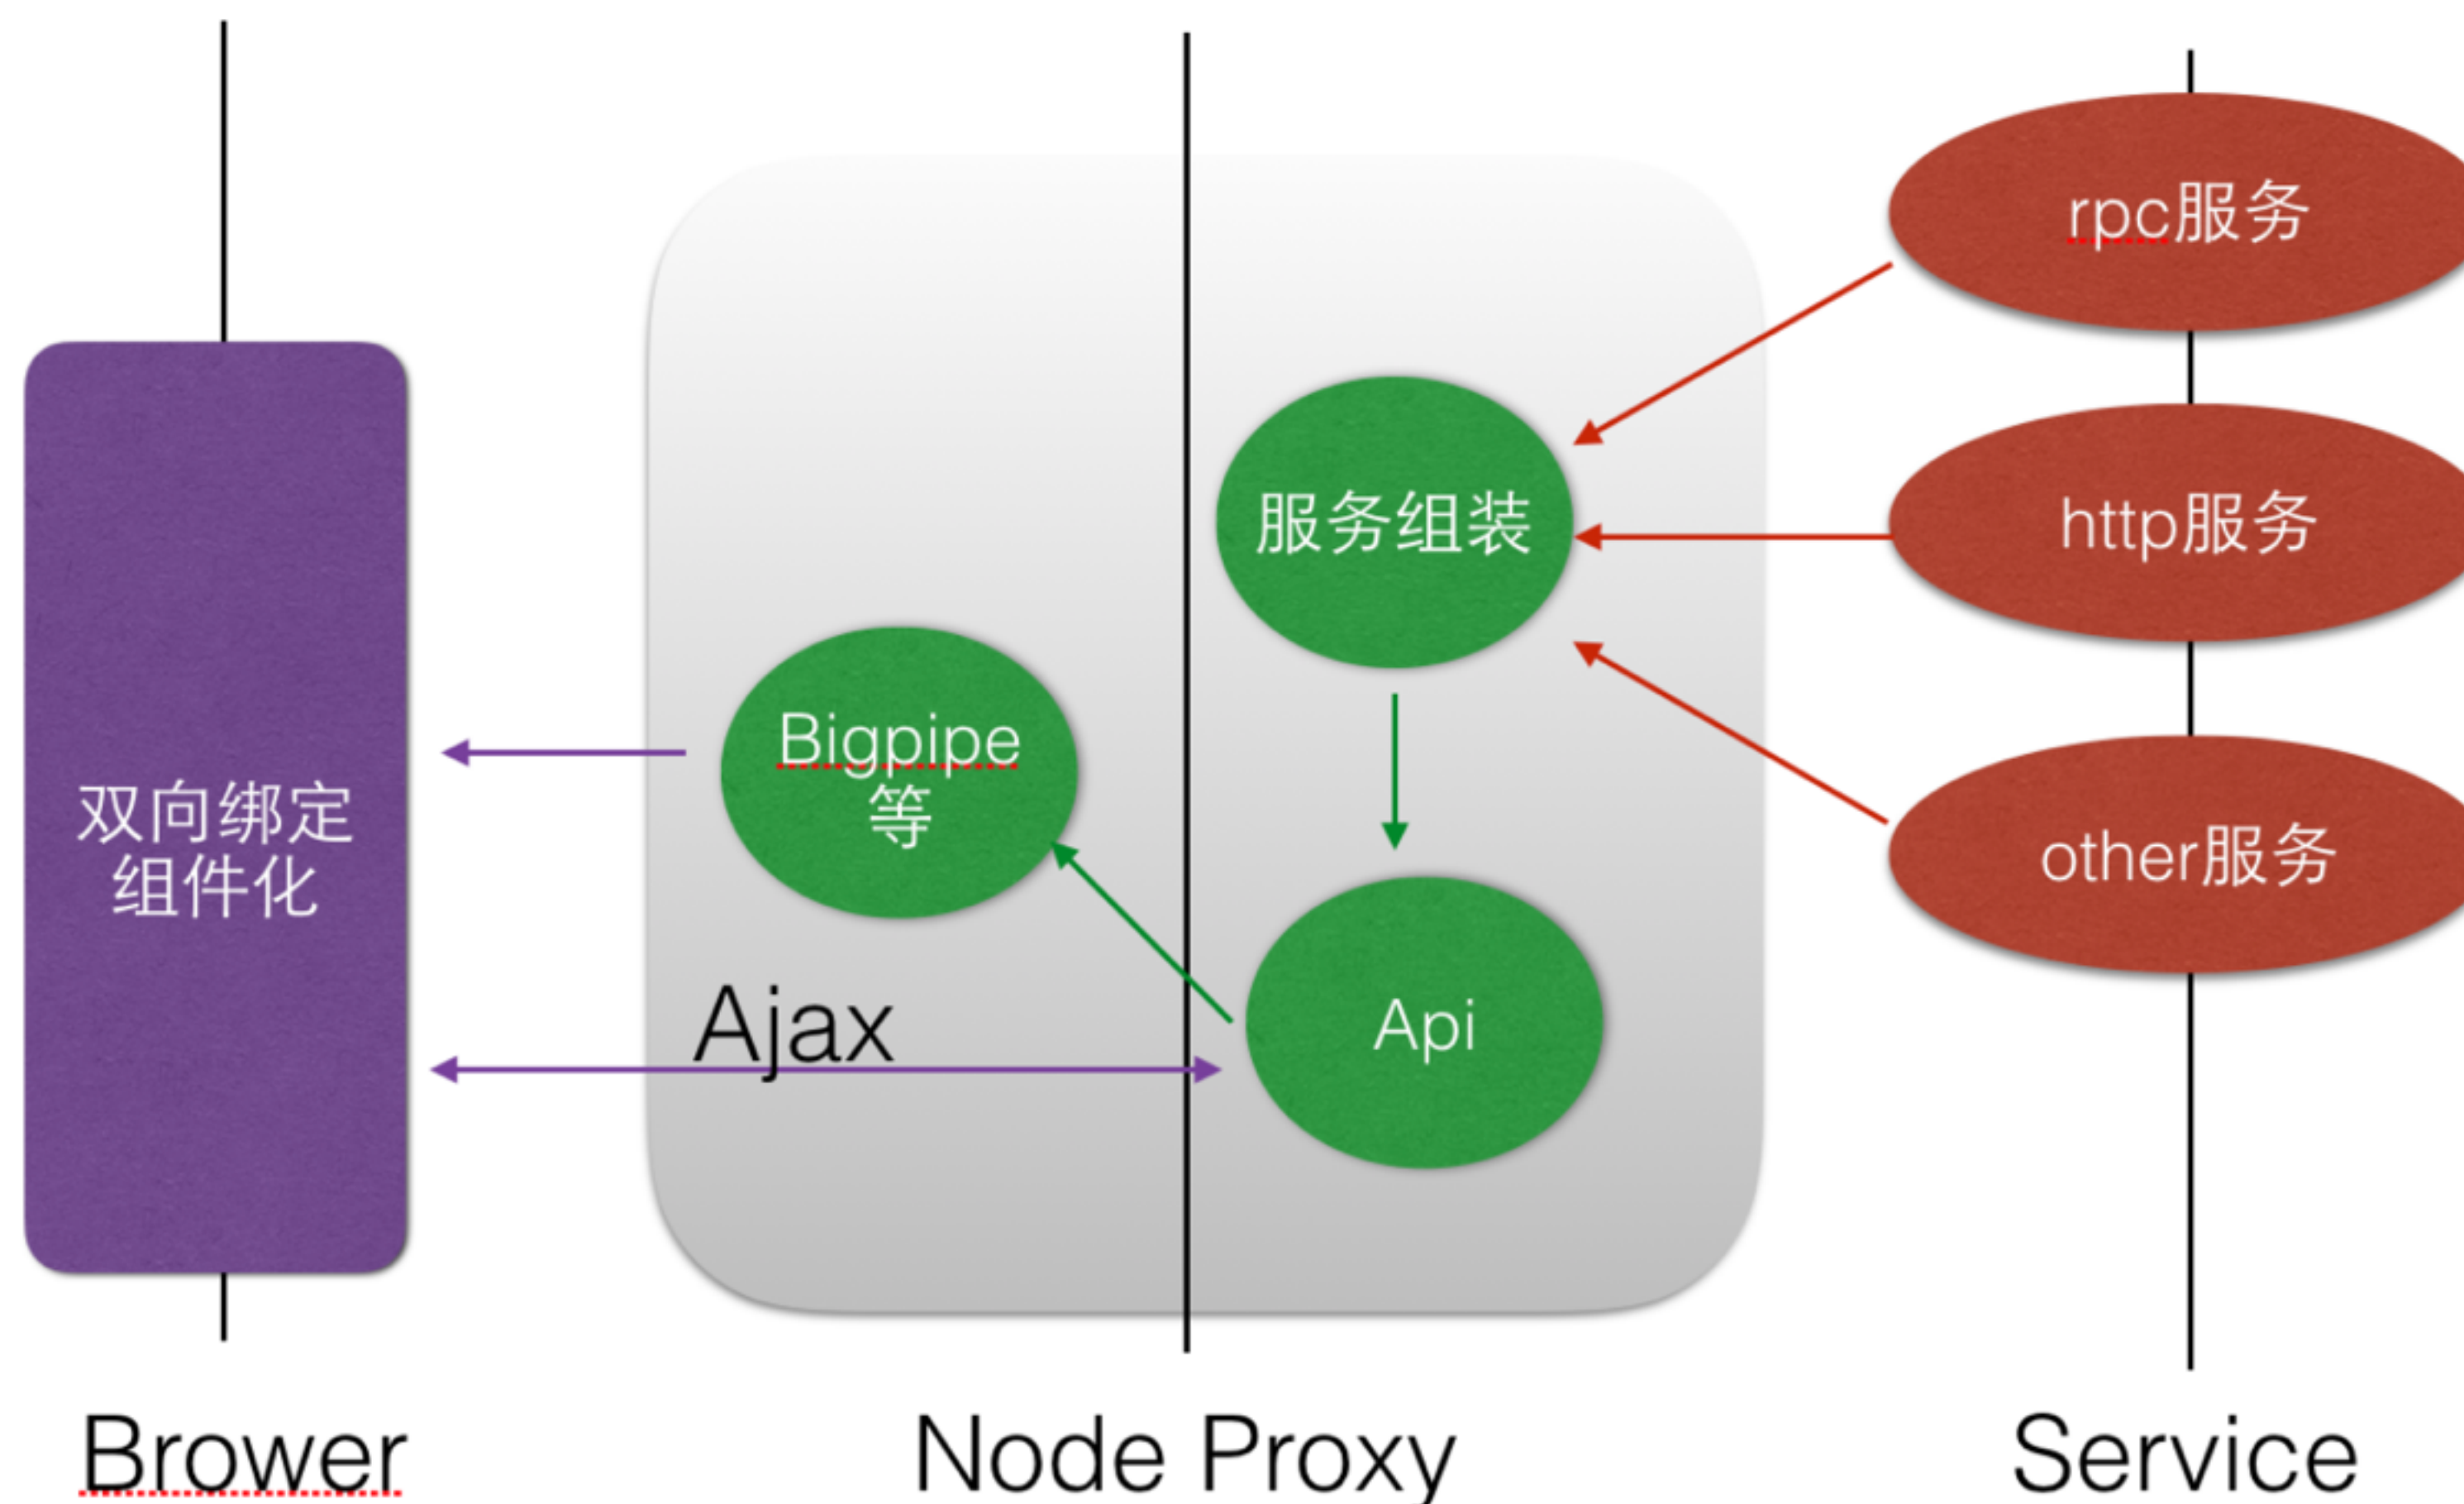 rpc服务
服务组装
http服务
Bigpipe
等
双向绑定
组件化
other服务
Ajax
Api
Brower
Node Proxy
Service